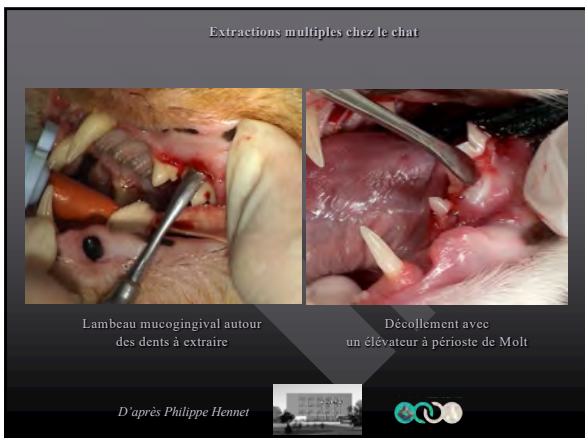 Extractions multiples chez le chat
Lambeau mucogingival autour
des dents à extraire
Décollement avec
un élévateur à périoste de Molt
D'après Philippe Hennet